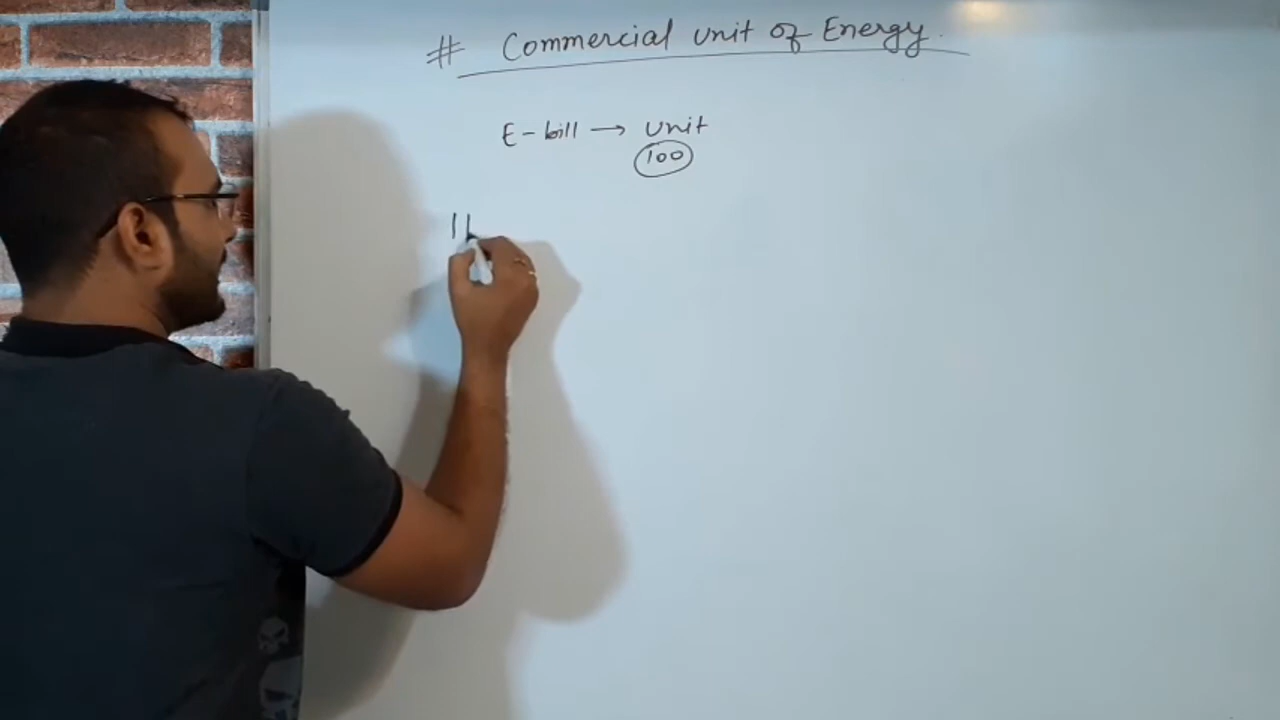 # Commercial unit of Energy.
E-bill → unit
100